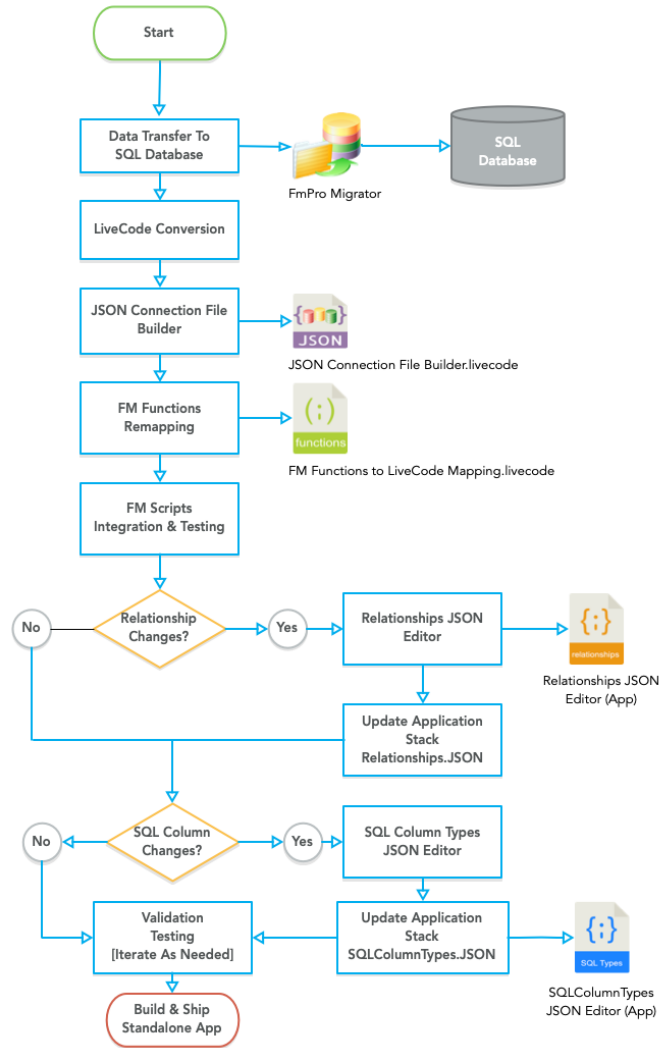 Start
Data Transfer To
SQL Database
FmPro Migrator
SQL
Database
LiveCode Conversion
JSON Connection File
Builder
JSON
JSON Connection File Builder.livecode
FM Functions
Remapping
functions
FM Functions to LiveCode Mapping.livecode
FM Scripts
Integration & Testing
No
Relationship
Changes?
Yes
Relationships JSON
Editor
relationships
Relationships JSON
Editor (App)
Update Application
Stack
Relationships.JSON
No
SQL Column
Changes?
Yes
SQL Column Types
JSON Editor
Validation
Testing
[Iterate As Needed]
Update Application
Stack
SQLColumnTypes.JSON
SQL Types
SQLColumnTypes
JSON Editor (App)
Build & Ship
Standalone App